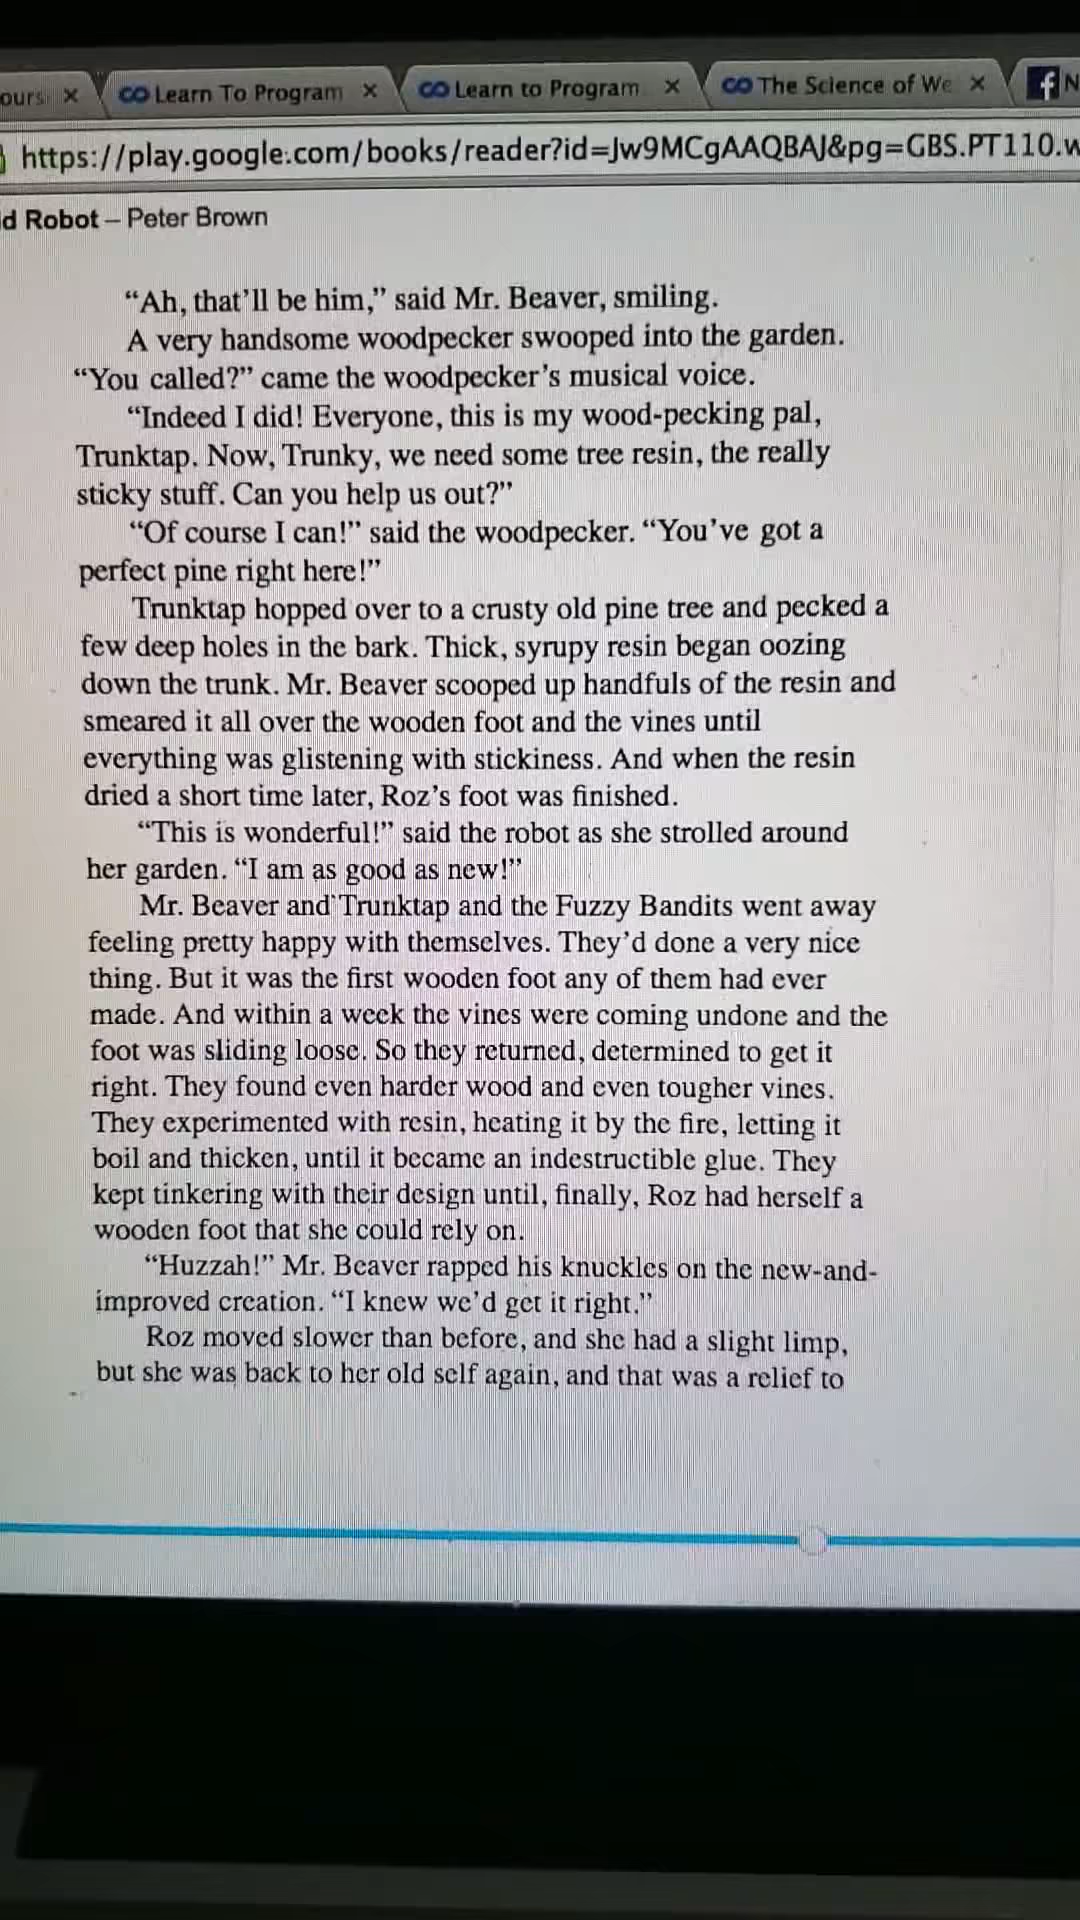 ours
Learn To Program
Learn to Program
The Science of We
N
https://play.google.com/books/reader?id=Jw9MCgAAQBAJ&pg=GBS.PT110.w
d Robot – Peter Brown
“Ah, that’ll be him,” said Mr. Beaver, smiling.
A very handsome woodpecker swooped into the garden.
“You called?” came the woodpecker’s musical voice.
“Indeed I did! Everyone, this is my wood-pecking pal,
Trunktap. Now, Trunky, we need some tree resin, the really
sticky stuff. Can you help us out?”
“Of course I can!” said the woodpecker. “You’ve got a
perfect pine right here!”
Trunktap hopped over to a crusty old pine tree and pecked a
few deep holes in the bark. Thick, syrupy resin began oozing
down the trunk. Mr. Beaver scooped up handfuls of the resin and
smeared it all over the wooden foot and the vines until
everything was glistening with stickiness. And when the resin
dried a short time later, Roz’s foot was finished.
“This is wonderful!” said the robot as she strolled around
her garden. “I am as good as new!”
Mr. Beaver and Trunktap and the Fuzzy Bandits went away
feeling pretty happy with themselves. They’d done a very nice
thing. But it was the first wooden foot any of them had ever
made. And within a week the vines were coming undone and the
foot was sliding loose. So they returned, determined to get it
right. They found even harder wood and even tougher vines.
They experimented with resin, heating it by the fire, letting it
boil and thicken, until it became an indestructible glue. They
kept tinkering with their design until, finally, Roz had herself a
wooden foot that she could rely on.
“Huzzah!” Mr. Beaver rapped his knuckles on the new-and-
improved creation. “I knew we’d get it right.”
Roz moved slower than before, and she had a slight limp,
but she was back to her old self again, and that was a relief to